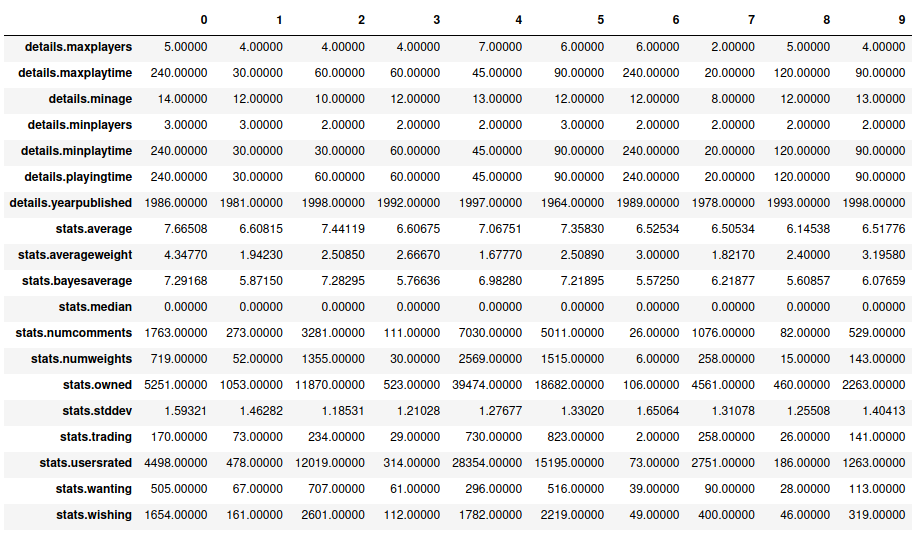 0 1 2 3 4 5 6 7 8 9
details.maxplayers 5.00000 4.00000 4.00000 4.00000 7.00000 6.00000 6.00000 2.00000 5.00000 4.00000
details.maxplaytime 240.00000 30.00000 60.00000 60.00000 45.00000 90.00000 240.00000 20.00000 120.00000 90.00000
details.minage 14.00000 12.00000 10.00000 12.00000 13.00000 12.00000 12.00000 8.00000 12.00000 13.00000
details.minplayers 3.00000 3.00000 2.00000 2.00000 2.00000 3.00000 2.00000 2.00000 2.00000 2.00000
details.minplaytime 240.00000 30.00000 30.00000 60.00000 45.00000 90.00000 240.00000 20.00000 120.00000 90.00000
details.playingtime 240.00000 30.00000 60.00000 60.00000 45.00000 90.00000 240.00000 20.00000 120.00000 90.00000
details.yearpublished 1986.00000 1981.00000 1998.00000 1992.00000 1997.00000 1964.00000 1989.00000 1978.00000 1993.00000 1998.00000
stats.average 7.66508 6.60815 7.44119 6.60675 7.06751 7.35830 6.52534 6.50534 6.14538 6.51776
stats.averageweight 4.34770 1.94230 2.50850 2.66670 1.67770 2.50890 3.00000 1.82170 2.40000 3.19580
stats.bayesaverage 7.29168 5.87150 7.28295 5.76636 6.98280 7.21895 5.57250 6.21877 5.60857 6.07659
stats.median 0.00000 0.00000 0.00000 0.00000 0.00000 0.00000 0.00000 0.00000 0.00000 0.00000
stats.numcomments 1763.00000 273.00000 3281.00000 111.00000 7030.00000 5011.00000 26.00000 1076.00000 82.00000 529.00000
stats.numweights 719.00000 52.00000 1355.00000 30.00000 2569.00000 1515.00000 6.00000 258.00000 15.00000 143.00000
stats.owned 5251.00000 1053.00000 11870.00000 523.00000 39474.00000 18682.00000 106.00000 4561.00000 460.00000 2263.00000
stats.stddev 1.59321 1.46282 1.18531 1.21028 1.27677 1.33020 1.65064 1.31078 1.25508 1.40413
stats.trading 170.00000 73.00000 234.00000 29.00000 730.00000 823.00000 2.00000 258.00000 26.00000 141.00000
stats.usersrated 4498.00000 478.00000 12019.00000 314.00000 28354.00000 15195.00000 73.00000 2751.00000 186.00000 1263.00000
stats.wanting 505.00000 67.00000 707.00000 61.00000 296.00000 516.00000 39.00000 90.00000 28.00000 113.00000
stats.wishing 1654.00000 161.00000 2601.00000 112.00000 1782.00000 2219.00000 49.00000 400.00000 46.00000 319.00000